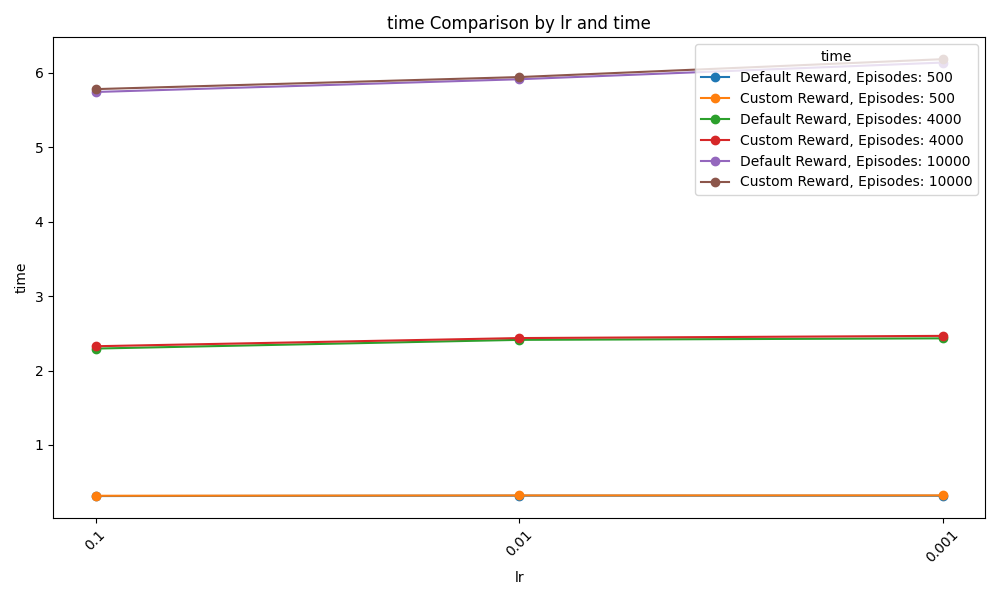 time Comparison by lr and time
time
Default Reward, Episodes: 500
Custom Reward, Episodes: 500
Default Reward, Episodes: 4000
Custom Reward, Episodes: 4000
Default Reward, Episodes: 10000
Custom Reward, Episodes: 10000
time
6
5
4
3
2
1
0.1
0.01
0.001
lr